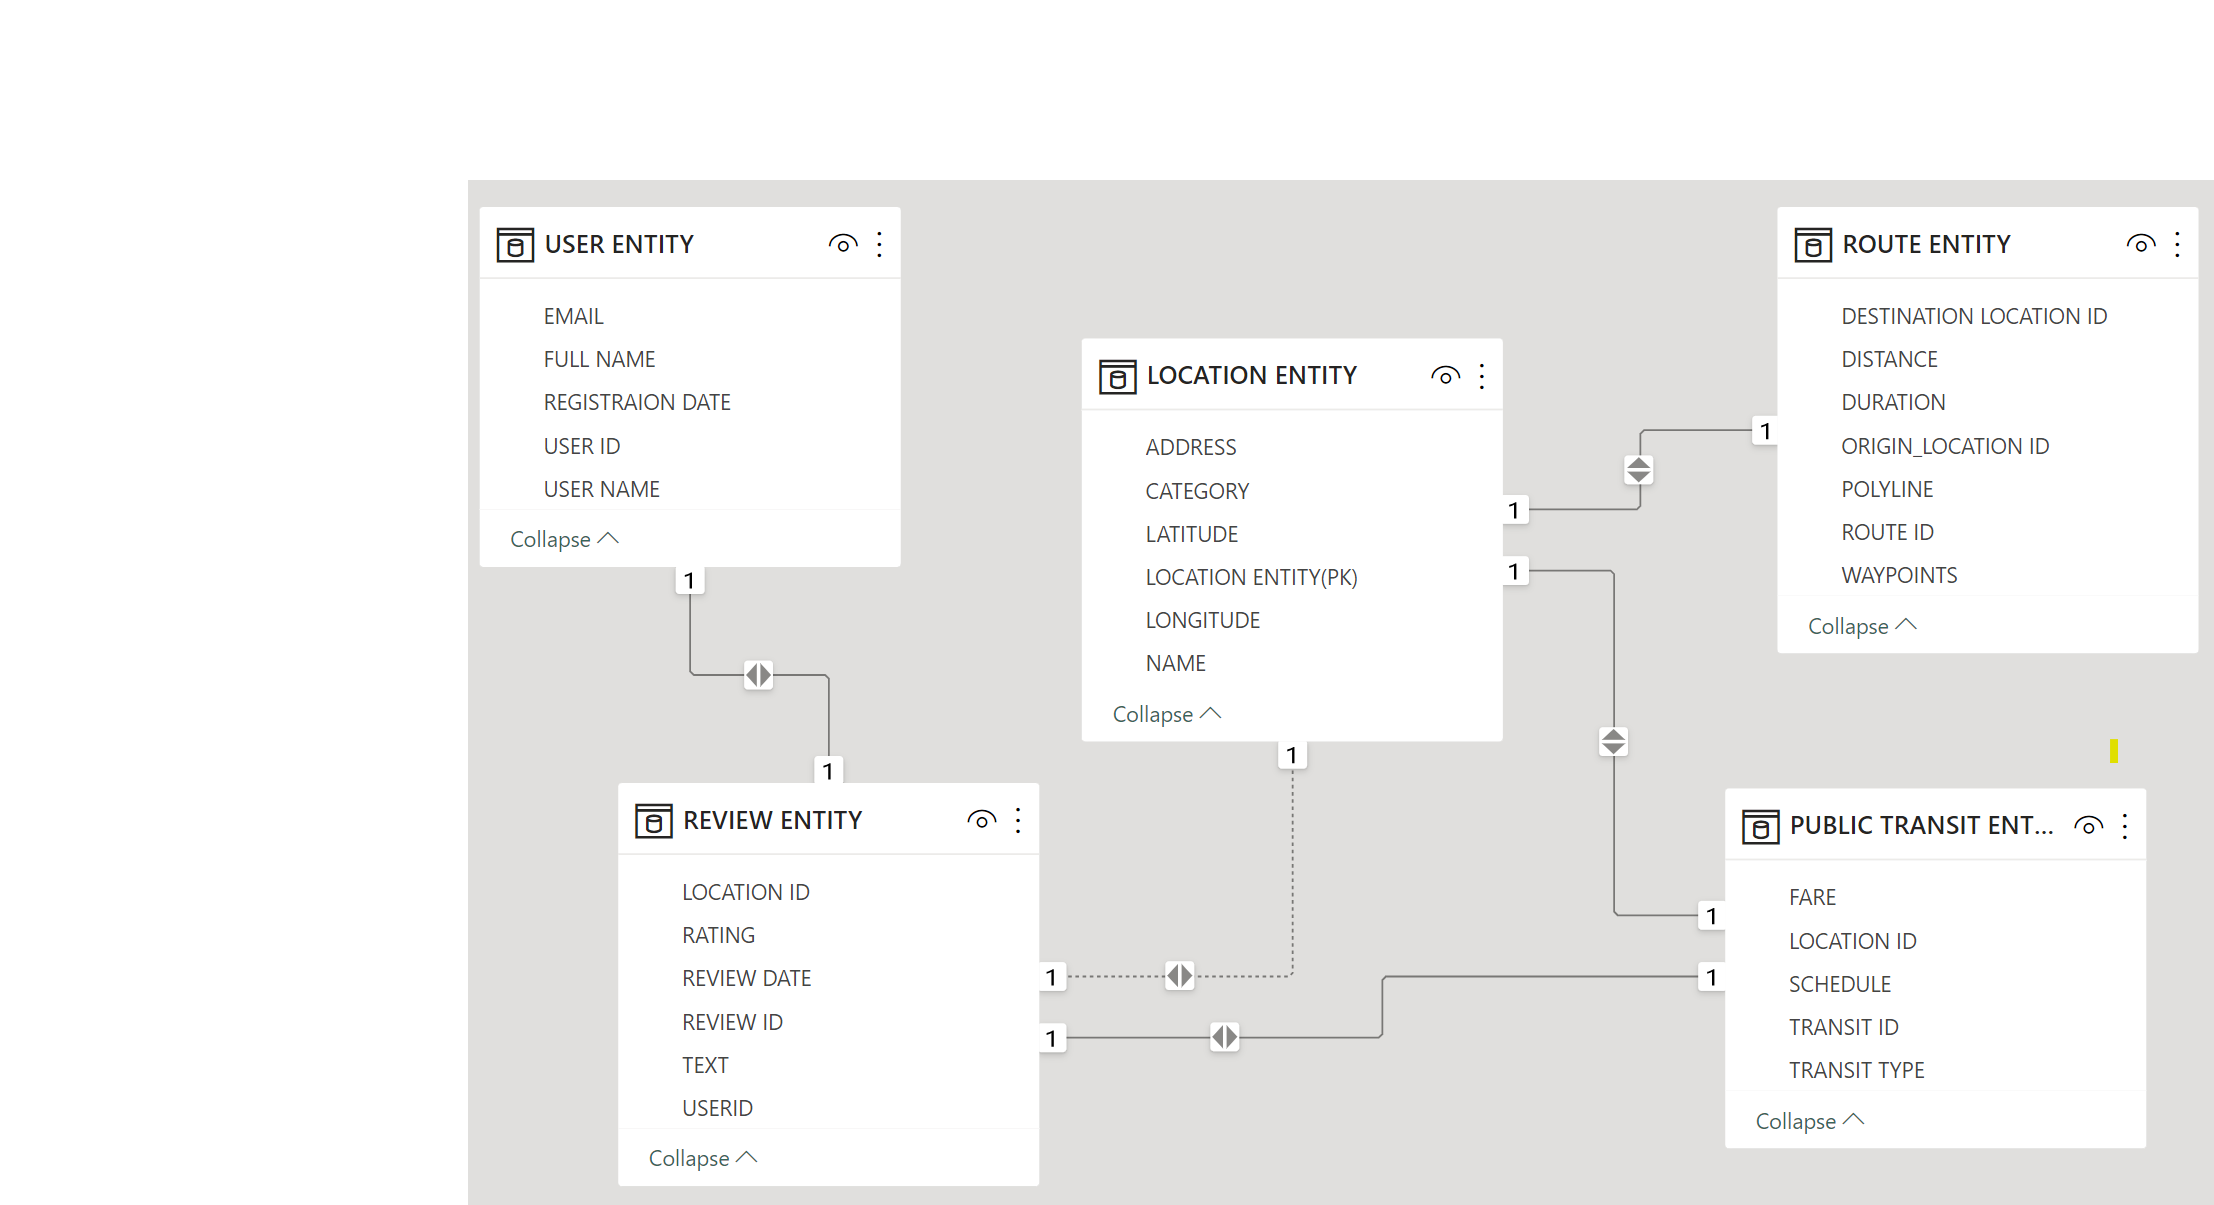 USER ENTITY
EMAIL
FULL NAME
REGISTRAION DATE
USER ID
USER NAME
Collapse
1
1
REVIEW ENTITY
LOCATION ID
RATING
REVIEW DATE
REVIEW ID
TEXT
USERID
Collapse
1
1
LOCATION ENTITY
ADDRESS
CATEGORY
LATITUDE
LOCATION ENTITY(PK)
LONGITUDE
NAME
Collapse
1
1
1
ROUTE ENTITY
DESTINATION LOCATION ID
DISTANCE
DURATION
ORIGIN_LOCATION ID
POLYLINE
ROUTE ID
WAYPOINTS
Collapse
1
PUBLIC TRANSIT ENT...
FARE
LOCATION ID
SCHEDULE
TRANSIT ID
TRANSIT TYPE
Collapse
1
1